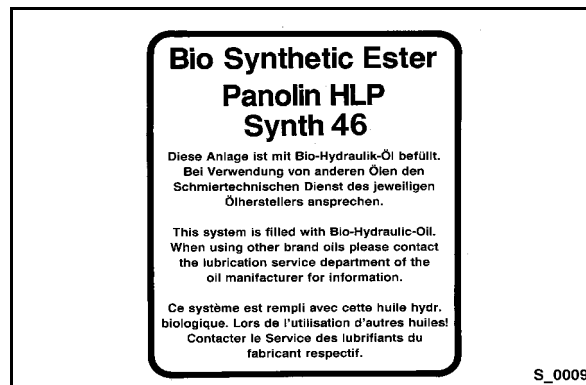 Bio Synthetic Ester
Panolin HLP
Synth 46
Diese Anlage ist mit Bio-Hydraulik-Öl befüllt.
Bei Verwendung von anderen Ölen den
Schmiertechnischen Dienst des jeweiligen
Ölherstellers ansprechen.
This system is filled with Bio-Hydraulic-Oil.
When using other brand oils please contact
the lubrication service department of the
oil manifacturer for information.
Ce système est rempli avec cette huile hydr.
biologique. Lors de l'utilisation d'autres huiles!
Contacter le Service des lubrifiants du
fabricant respectif.
S_0009